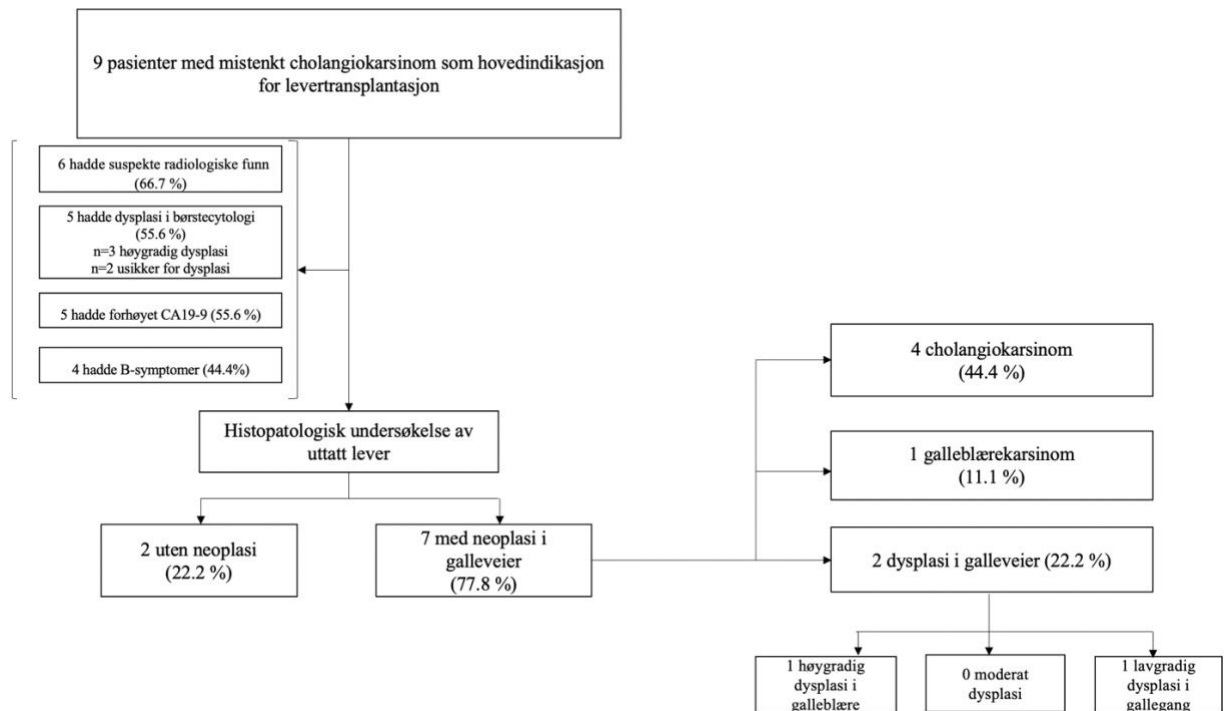 9 pasienter med mistenkt cholangiokarsinom som hovedindikasjon
for levertransplantasjon
6 hadde suspekte radiologiske funn
(66.7 %)
5 hadde dysplasi i børstecytologi
(55.6 %)
n=3 høygradig dysplasi
n=2 usikker for dysplasi
5 hadde forhøyet CA19-9 (55.6 %)
4 hadde B-symptomer (44.4%)
Histopatologisk undersøkelse av
uttatt lever
2 uten neoplasi
(22.2 %)
7 med neoplasi i
galleveier
(77.8 %)
4 cholangiokarsinom
(44.4 %)
1 galleblærekarsinom
(11.1 %)
2 dysplasi i galleveier (22.2 %)
1 høygradig
dysplasi i
galleblære
0 moderat
dysplasi
1 lavgradig
dysplasi i
gallegang